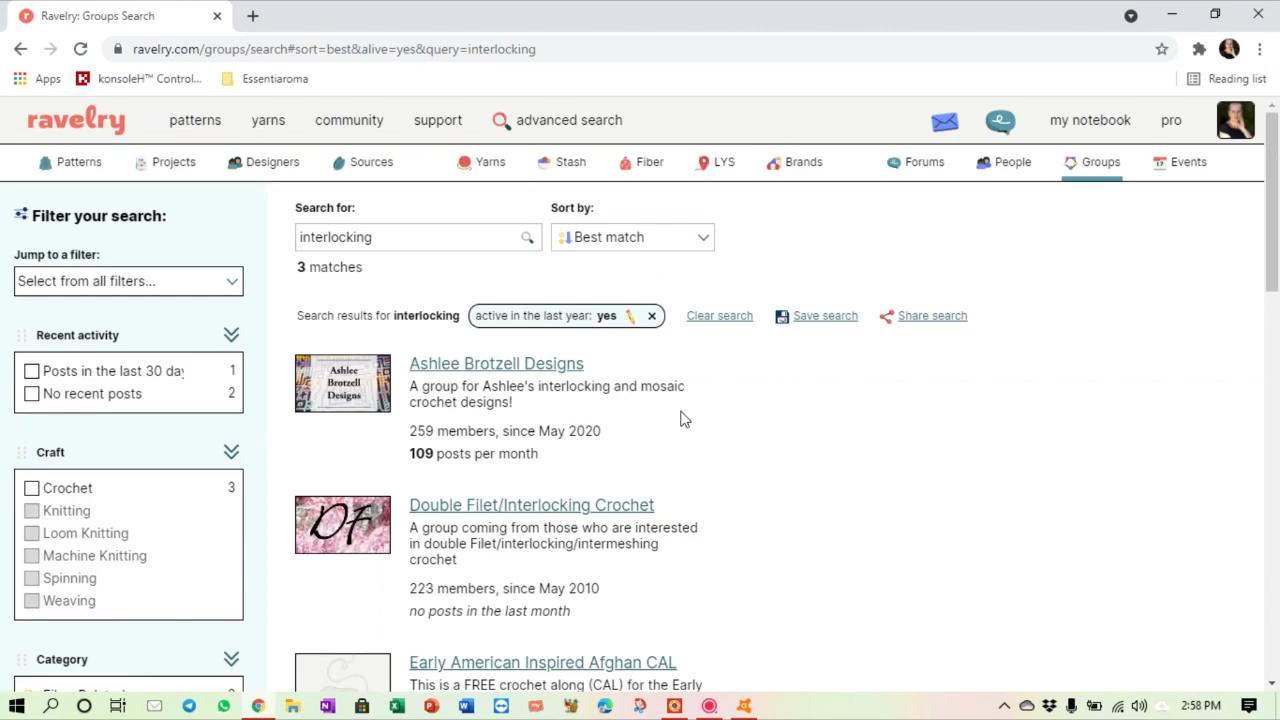 Ravelry: Groups Search
ravelry.com/groups/search#sort=best&alive=yes&query=interlocking
Apps
konsoleH™ Control...
Essentiaroma
Reading list
ravelry
patterns
yarns
community
support
advanced search
my notebook
pro
Patterns
Projects
Designers
Sources
Yarns
Stash
Fiber
LYS
Brands
Forums
People
Groups
Events
Filter your search:
Jump to a filter:
Select from all filters...
Recent activity
Posts in the last 30 day 1
No recent posts 2
Craft
Crochet 3
Knitting
Loom Knitting
Machine Knitting
Spinning
Weaving
Category
Search for:
interlocking
Sort by:
Best match
3 matches
Search results for interlocking
active in the last year: yes
Clear search
Save search
Share search
Ashlee
Brotzell
Designs
Ashlee Brotzell Designs
A group for Ashlee's interlocking and mosaic
crochet designs!
259 members, since May 2020
109 posts per month
DF
Double Filet/Interlocking Crochet
A group coming from those who are interested
in double Filet/interlocking/intermeshing
crochet
223 members, since May 2010
no posts in the last month
Early American Inspired Afghan CAL
This is a FREE crochet along (CAL) for the Early
2:58 PM